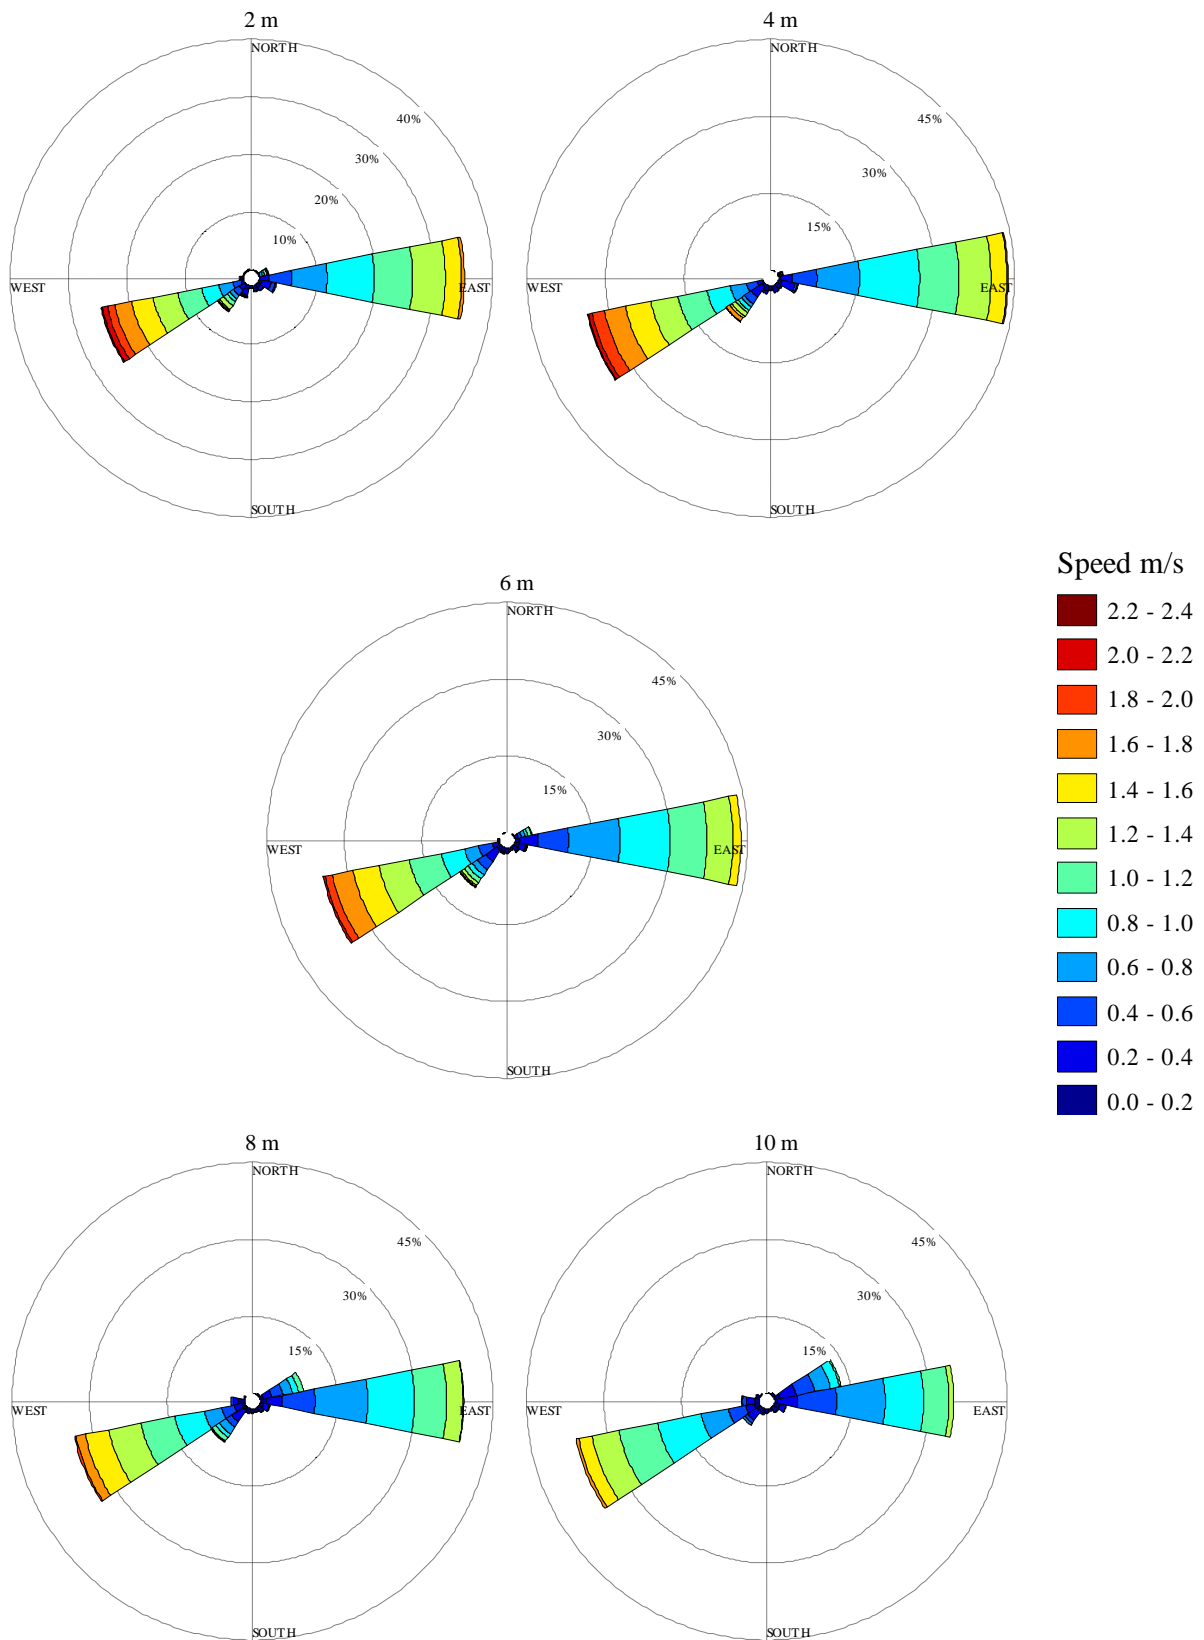 2 m
NORTH
40%
30%
20%
10%
WEST
EAST
SOUTH
4 m
NORTH
45%
30%
15%
WEST
EAST
SOUTH
6 m
NORTH
45%
30%
15%
WEST
EAST
SOUTH
Speed m/s
2.2 - 2.4
2.0 - 2.2
1.8 - 2.0
1.6 - 1.8
1.4 - 1.6
1.2 - 1.4
1.0 - 1.2
0.8 - 1.0
0.6 - 0.8
0.4 - 0.6
0.2 - 0.4
0.0 - 0.2
8 m
NORTH
45%
30%
15%
WEST
EAST
SOUTH
10 m
NORTH
45%
30%
15%
WEST
EAST
SOUTH